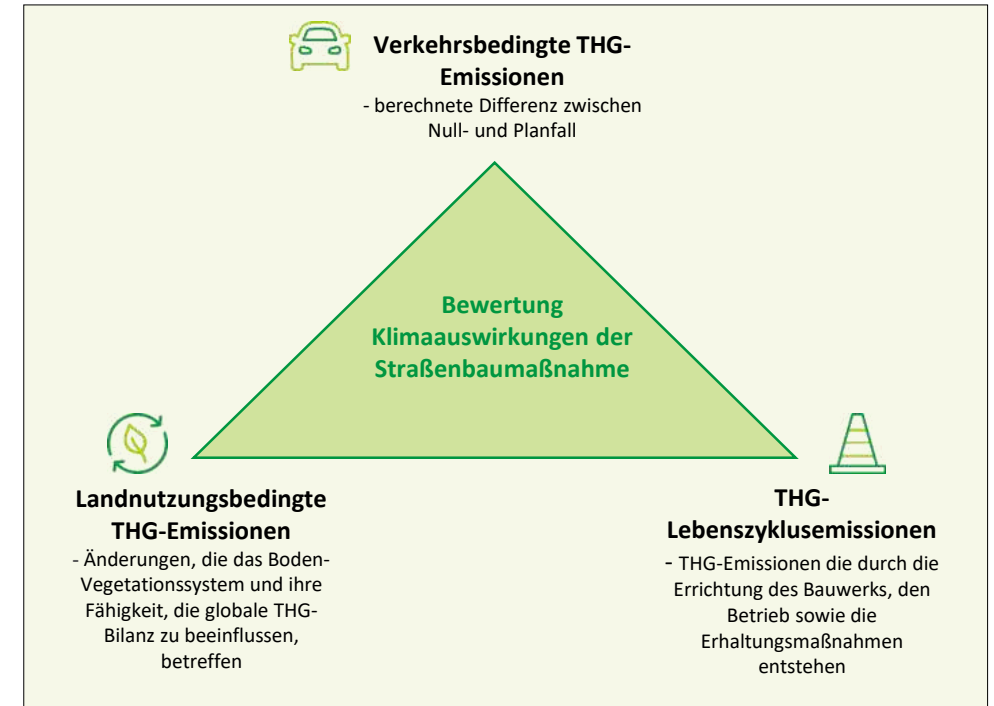 Verkehrsbedingte THG-
Emissionen
- berechnete Differenz zwischen
Null- und Planfall
Bewertung
Klimaauswirkungen der
Straßenbaumaßnahme
Landnutzungsbedingte
THG-Emissionen
- Änderungen, die das Boden-
Vegetationssystem und ihre
Fähigkeit, die globale THG-
Bilanz zu beeinflussen,
betreffen
THG-
Lebenszyklusemissionen
- THG-Emissionen die durch die
Errichtung des Bauwerks, den
Betrieb sowie die
Erhaltungsmaßnahmen
entstehen